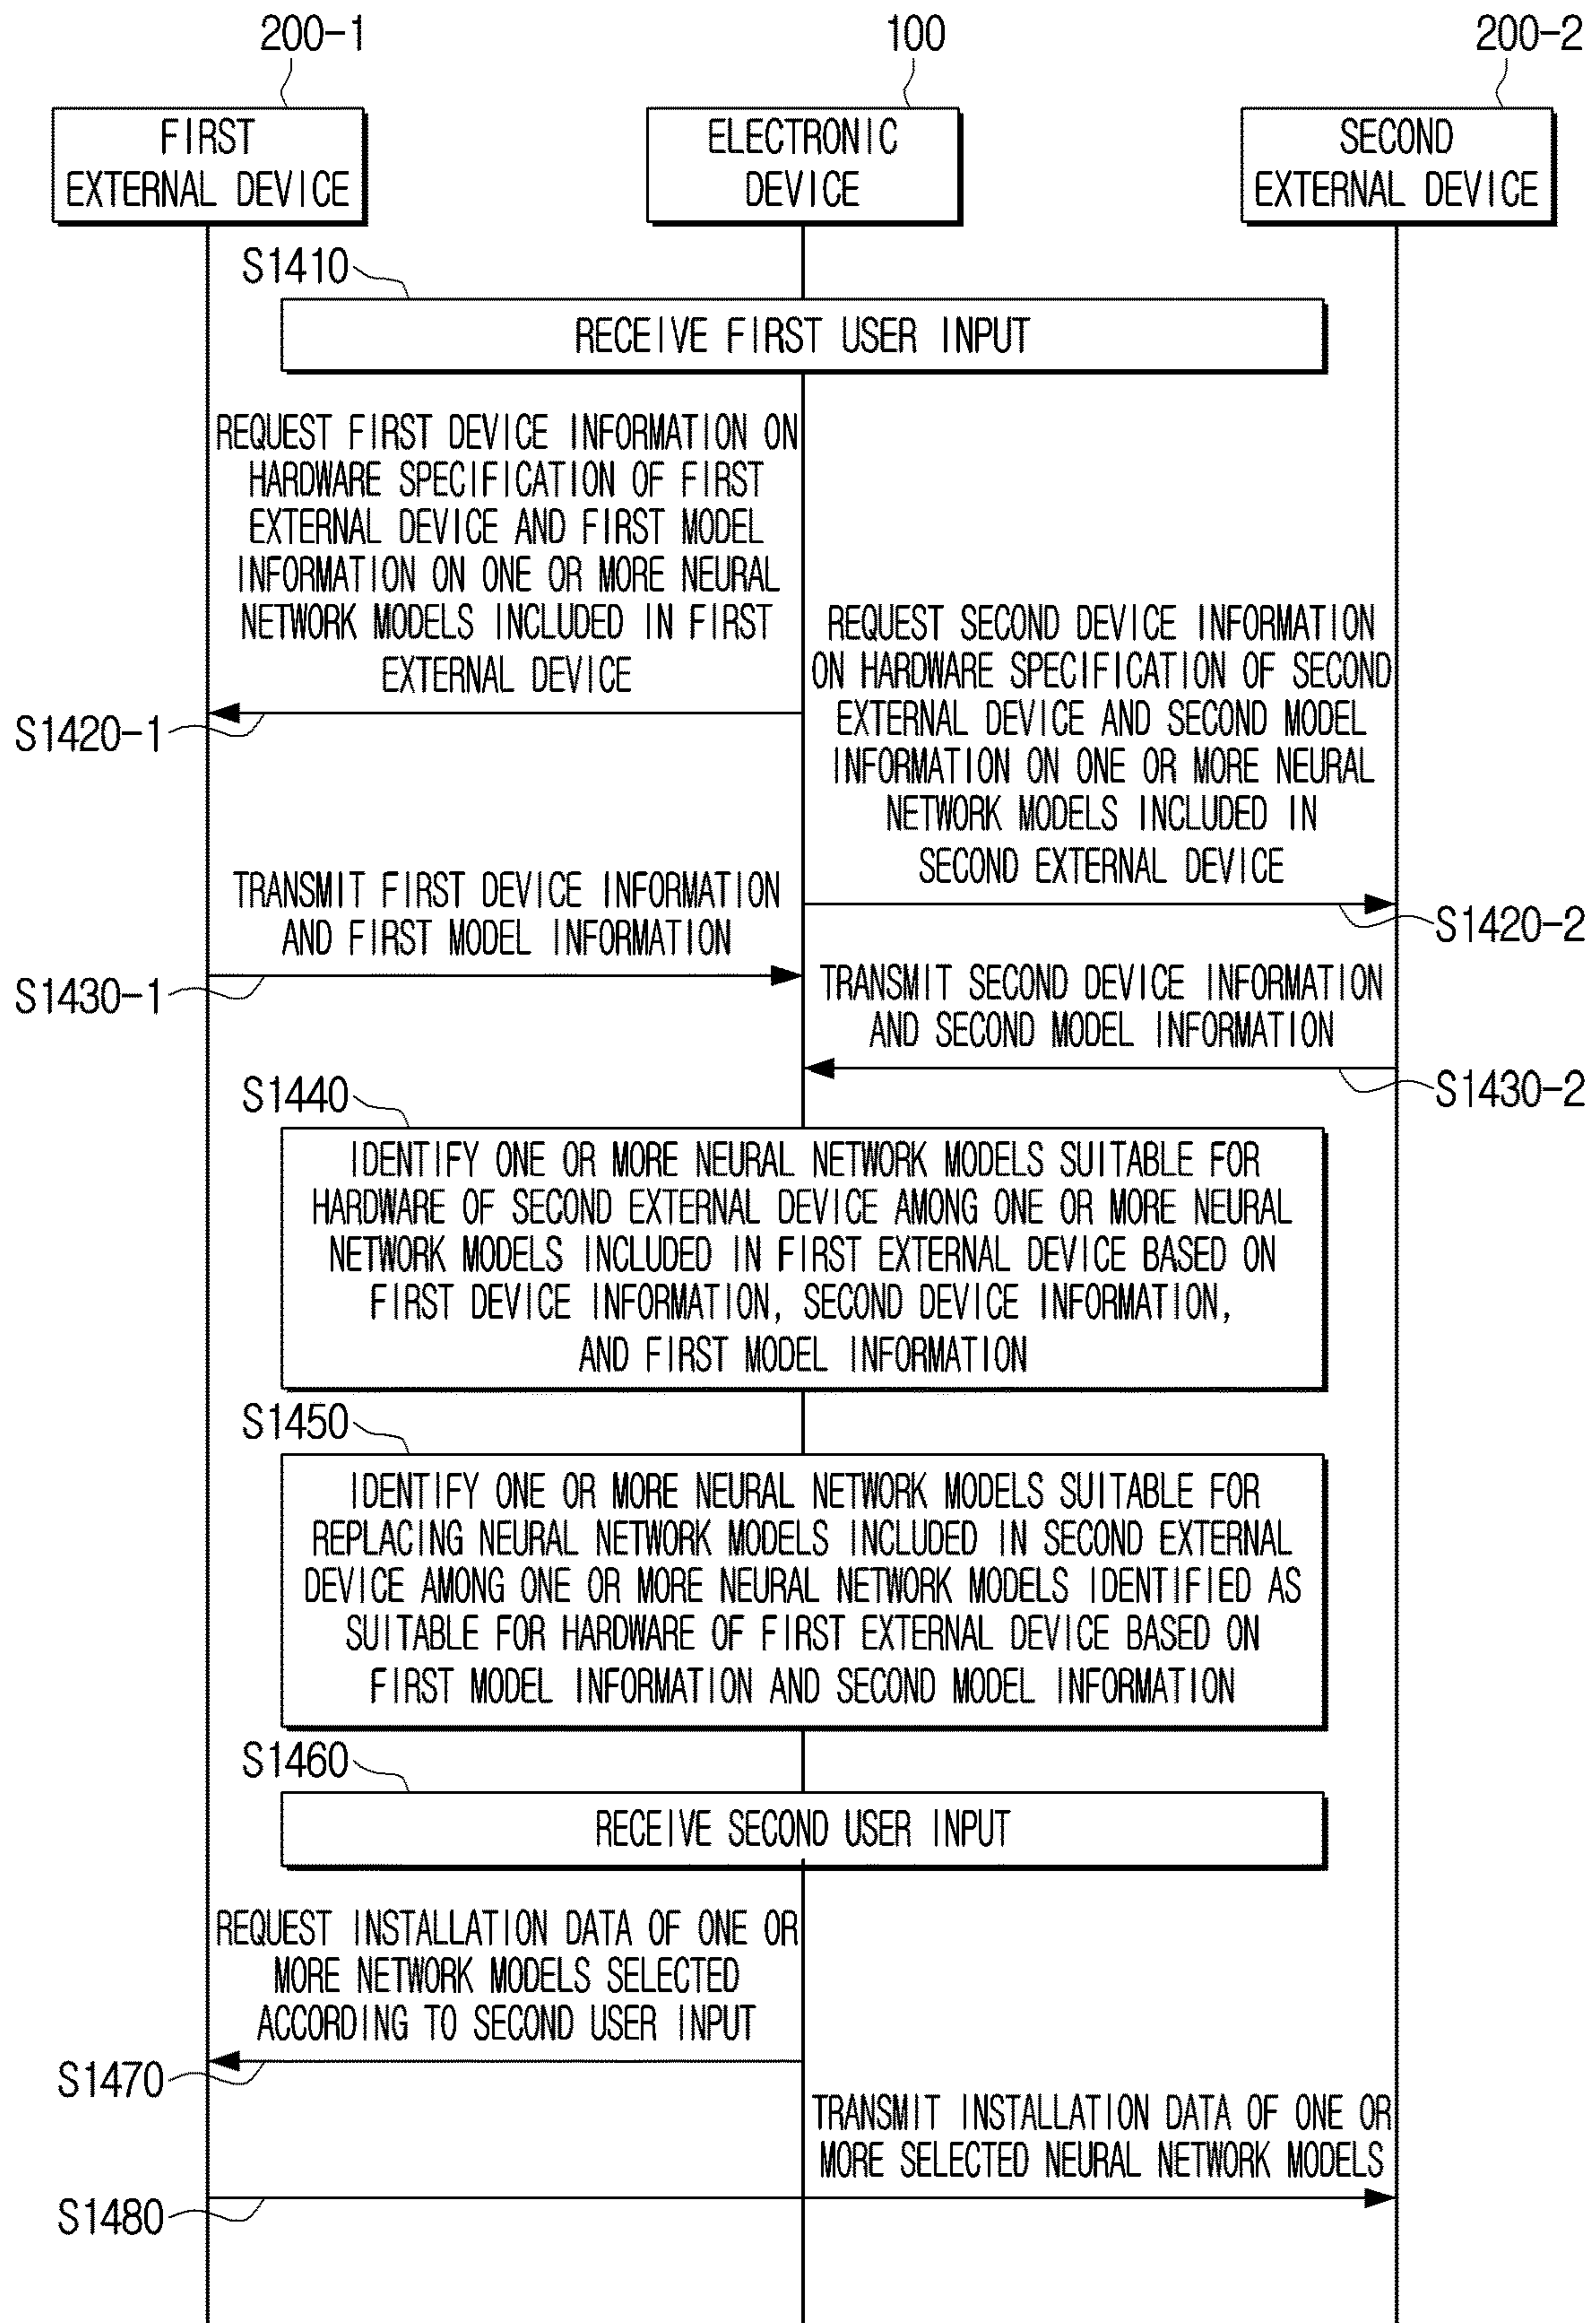 200-1
100
200-2
FIRST
EXTERNAL DEVICE
ELECTRONIC
DEVICE
SECOND
EXTERNAL DEVICE
S1410
RECEIVE FIRST USER INPUT
REQUEST FIRST DEVICE INFORMATION ON
HARDWARE SPECIFICATION OF FIRST
EXTERNAL DEVICE AND FIRST MODEL
INFORMATION ON ONE OR MORE NEURAL
NETWORK MODELS INCLUDED IN FIRST
EXTERNAL DEVICE
S1420-1
REQUEST SECOND DEVICE INFORMATION
ON HARDWARE SPECIFICATION OF SECOND
EXTERNAL DEVICE AND SECOND MODEL
INFORMATION ON ONE OR MORE NEURAL
NETWORK MODELS INCLUDED IN
SECOND EXTERNAL DEVICE
S1420-2
TRANSMIT FIRST DEVICE INFORMATION
AND FIRST MODEL INFORMATION
S1430-1
TRANSMIT SECOND DEVICE INFORMATION
AND SECOND MODEL INFORMATION
S1430-2
S1440
IDENTIFY ONE OR MORE NEURAL NETWORK MODELS SUITABLE FOR
HARDWARE OF SECOND EXTERNAL DEVICE AMONG ONE OR MORE NEURAL
NETWORK MODELS INCLUDED IN FIRST EXTERNAL DEVICE BASED ON
FIRST DEVICE INFORMATION, SECOND DEVICE INFORMATION,
AND FIRST MODEL INFORMATION
S1450
IDENTIFY ONE OR MORE NEURAL NETWORK MODELS SUITABLE FOR
REPLACING NEURAL NETWORK MODELS INCLUDED IN SECOND EXTERNAL
DEVICE AMONG ONE OR MORE NEURAL NETWORK MODELS IDENTIFIED AS
SUITABLE FOR HARDWARE OF FIRST EXTERNAL DEVICE BASED ON
FIRST MODEL INFORMATION AND SECOND MODEL INFORMATION
S1460
RECEIVE SECOND USER INPUT
REQUEST INSTALLATION DATA OF ONE OR
MORE NETWORK MODELS SELECTED
ACCORDING TO SECOND USER INPUT
S1470
TRANSMIT INSTALLATION DATA OF ONE OR
MORE SELECTED NEURAL NETWORK MODELS
S1480